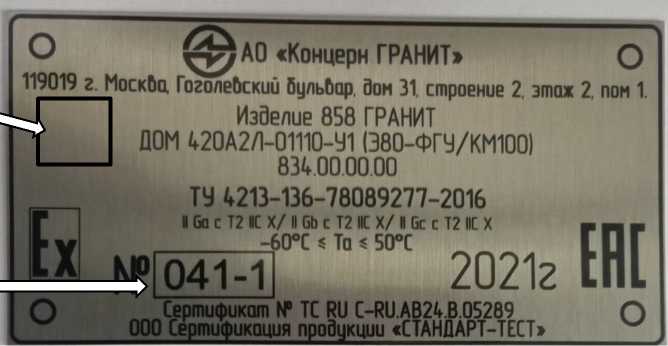 АО «Концерн ГРАНИТ»
119019 г. Москва, Гоголевский бульвар, дом 31, строение 2, этаж 2, пом 1.
Изделие 858 ГРАНИТ
ДОМ 420А2Л-01110-У1 (Э80-ФГУ/КМ100)
834.00.00.00
ТУ 4213-136-78089277-2016
II Ga c T2 IIC X/ II Gb c T2 IIC X/ II Gc c T2 IIC X
-60°C ≤ Ta ≤ 50°C
Ex
№ 041-1
2021г
EAC
Сертификат № ТС RU C-RU.АВ24.В.05289
ООО Сертификация продукции «СТАНДАРТ-ТЕСТ»